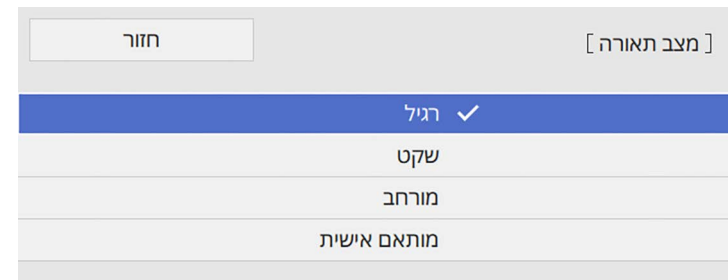 [ מצב תאורה ]
חזור
רגיל
שקט
מורחב
מותאם אישית